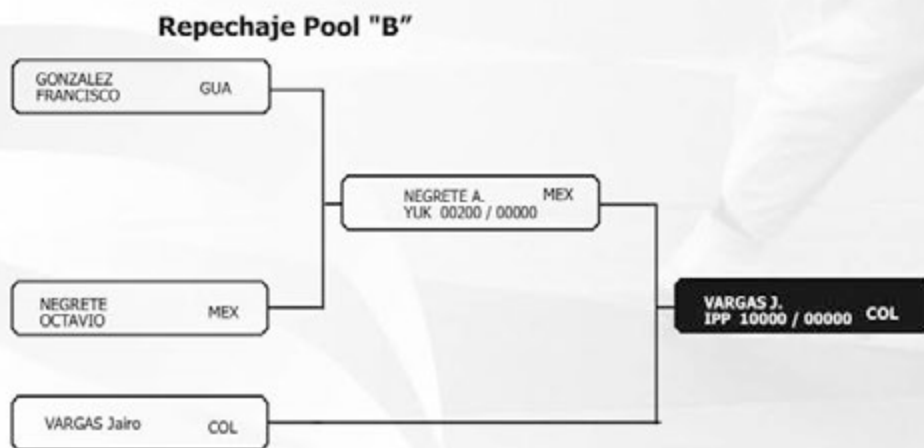 Repechaje Pool "B"
GONZALEZ
FRANCISCO GUA
NEGRETE A. MEX
YUK 00200 / 00000
NEGRETE
OCTAVIO MEX
VARGAS J.
IPP 10000 / 00000 COL
VARGAS Jairo COL